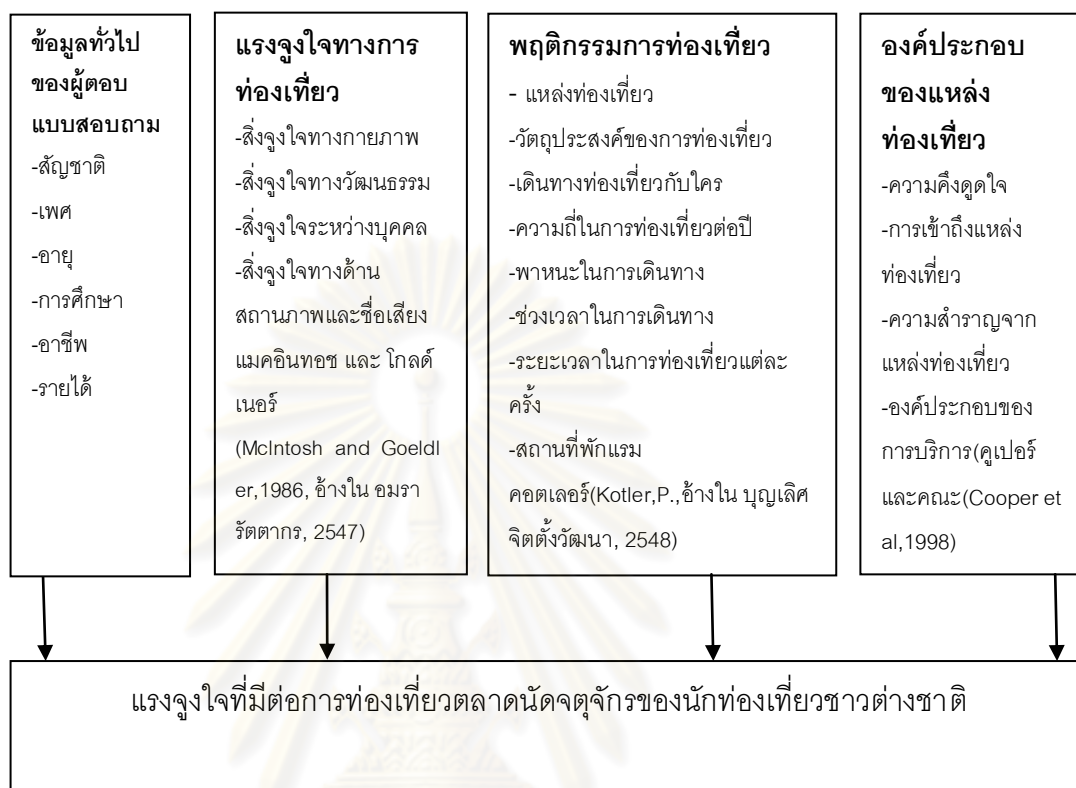 ข้อมูลทั่วไป
ของผู้ตอบ
แบบสอบถาม
-สัญชาติ
-เพศ
-อายุ
-การศึกษา
-อาชีพ
-รายได้
แรงจูงใจทางการ
ท่องเที่ยว
-สิ่งจูงใจทางกายภาพ
-สิ่งจูงใจทางวัฒนธรรม
-สิ่งจูงใจระหว่างบุคคล
-สิ่งจูงใจทางด้าน
สถานภาพและชื่อเสียง
แมคอินทอช และ โกลด์
เนอร์
(McIntosh and Goeldl
er,1986, อ้างใน อมรา
รัตตากร, 2547)
พฤติกรรมการท่องเที่ยว
- แหล่งท่องเที่ยว
-วัตถุประสงค์ของการท่องเที่ยว
-เดินทางท่องเที่ยวกับใคร
-ความถี่ในการท่องเที่ยวต่อปี
-พาหนะในการเดินทาง
-ช่วงเวลาในการเดินทาง
-ระยะเวลาในการท่องเที่ยวแต่ละ
ครั้ง
-สถานที่พักแรม
คอตเลอร์(Kotler,P.,อ้างใน บุญเลิศ
จิตตั้งวัฒนา, 2548)
องค์ประกอบ
ของแหล่ง
ท่องเที่ยว
-ความดึงดูดใจ
-การเข้าถึงแหล่ง
ท่องเที่ยว
-ความสำราญจาก
แหล่งท่องเที่ยว
-องค์ประกอบของ
การบริการ(คูเปอร์
และคณะ(Cooper et
al,1998)
แรงจูงใจที่มีต่อการท่องเที่ยวตลาดนัดจตุจักรของนักท่องเที่ยวชาวต่างชาติ